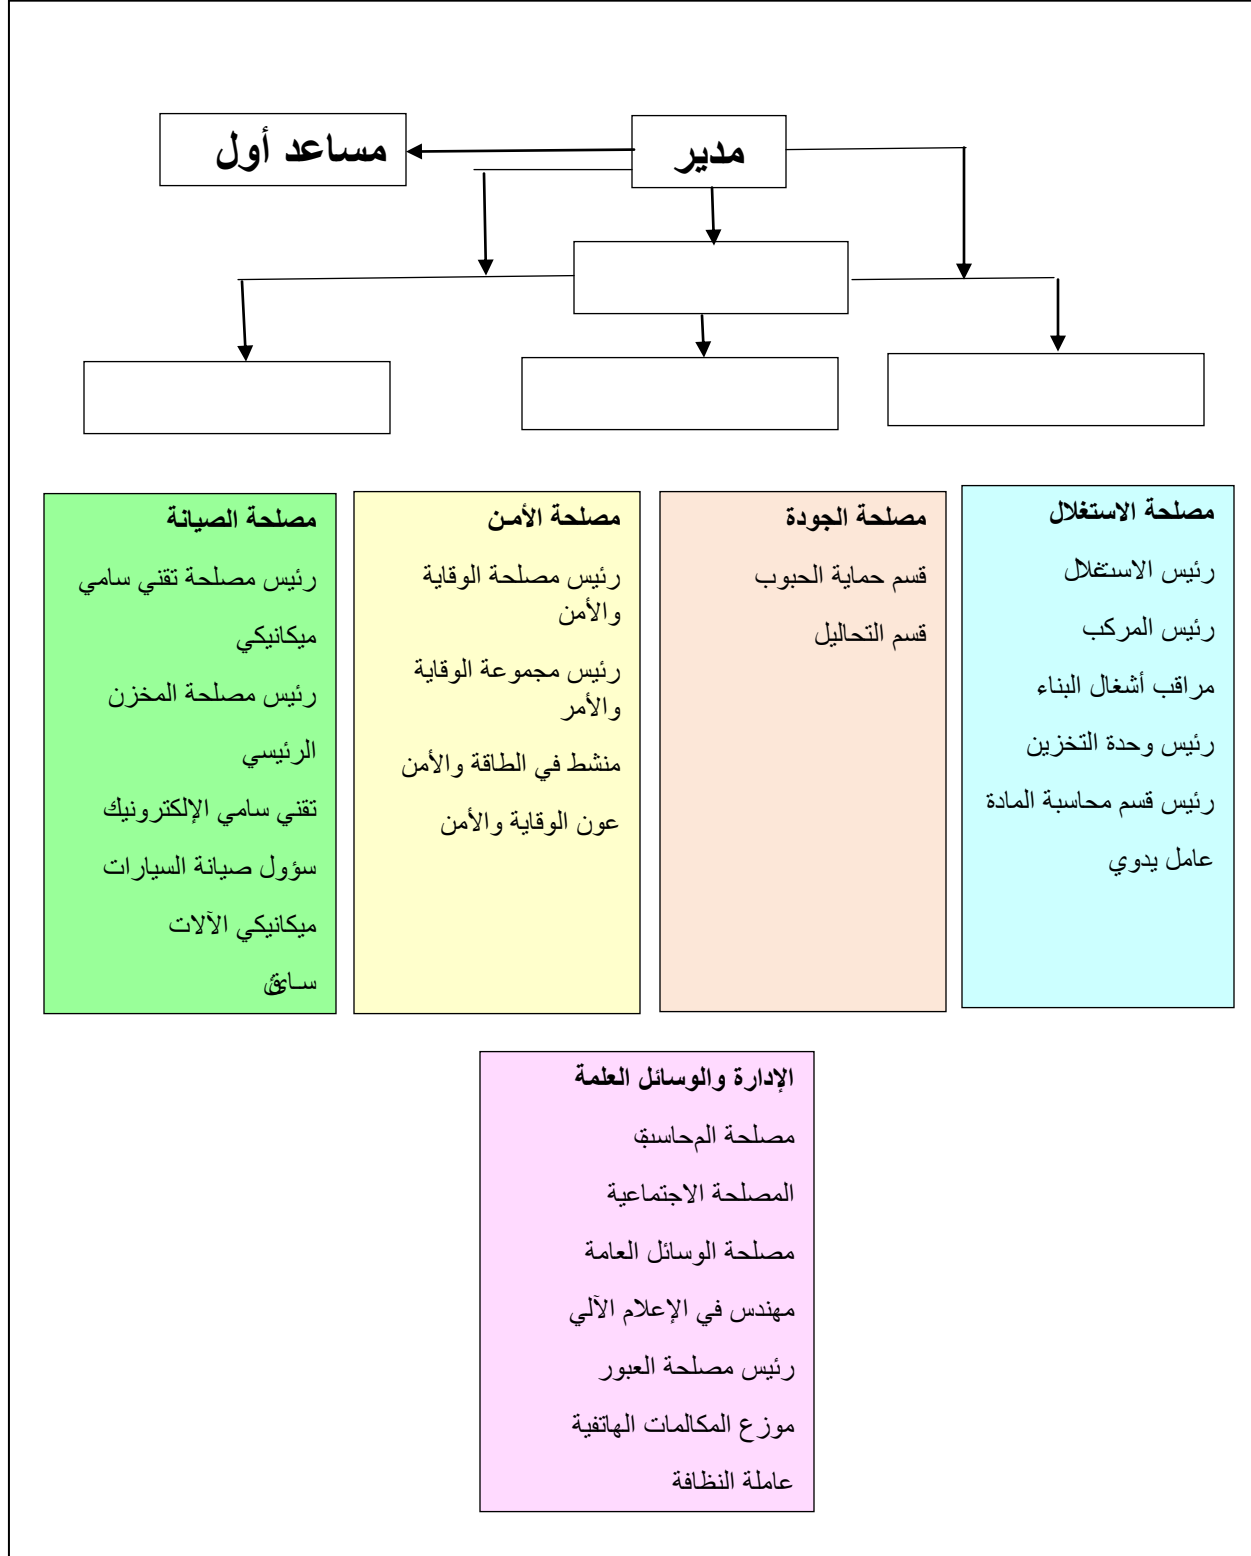 مدير
مساعد أول
مصلحة الاستغلال
رئيس الاستغلال
رئيس المركب
مراقب أشغال البناء
رئيس وحدة التخزين
رئيس قسم محاسبة المادة
عامل يدوي
مصلحة الجودة
قسم حماية الحبوب
قسم التحاليل
مصلحة الأمن
رئيس مصلحة الوقاية
والأمن
رئيس مجموعة الوقاية
والأمر
منشط في الطاقة والأمن
عون الوقاية والأمن
مصلحة الصيانة
رئيس مصلحة تقني سامي
ميكانيكي
رئيس مصلحة المخزن
الرئيسي
تقني سامي الإلكترونيك
سؤول صيانة السيارات
ميكانيكي الآلات
الإدارة والوسائل العلمة
مصلحة
المصلحة الاجتماعية
مصلحة الوسائل العامة
مهندس في الإعلام الآلي
رئيس مصلحة العبور
موزع المكالمات الهاتفية
عاملة النظافة